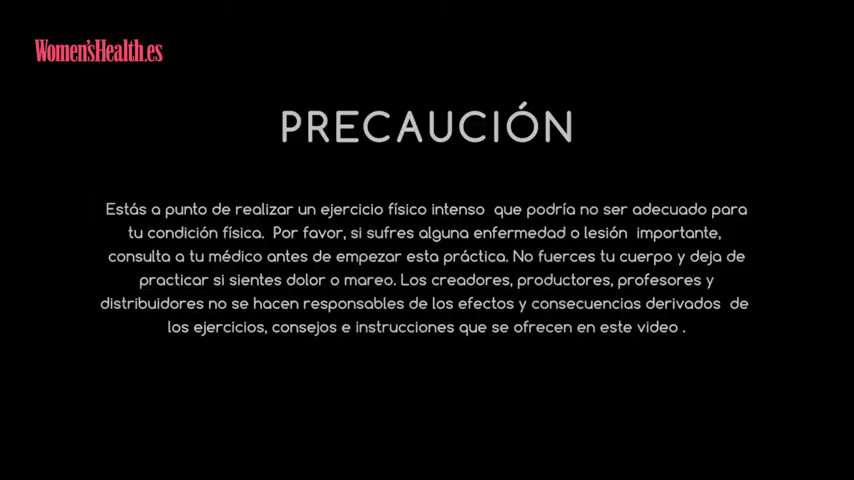 Women'sHealth.es
PRECAUCIÓN
Estás a punto de realizar un ejercicio físico intenso que podría no ser adecuado para
tu condición física. Por favor, si sufres alguna enfermedad o lesión importante,
consulta a tu médico antes de empezar esta práctica. No fuerces tu cuerpo y deja de
practicar si sientes dolor o mareo. Los creadores, productores, profesores y
distribuidores no se hacen responsables de los efectos y consecuencias derivados de
los ejercicios, consejos e instrucciones que se ofrecen en este video .